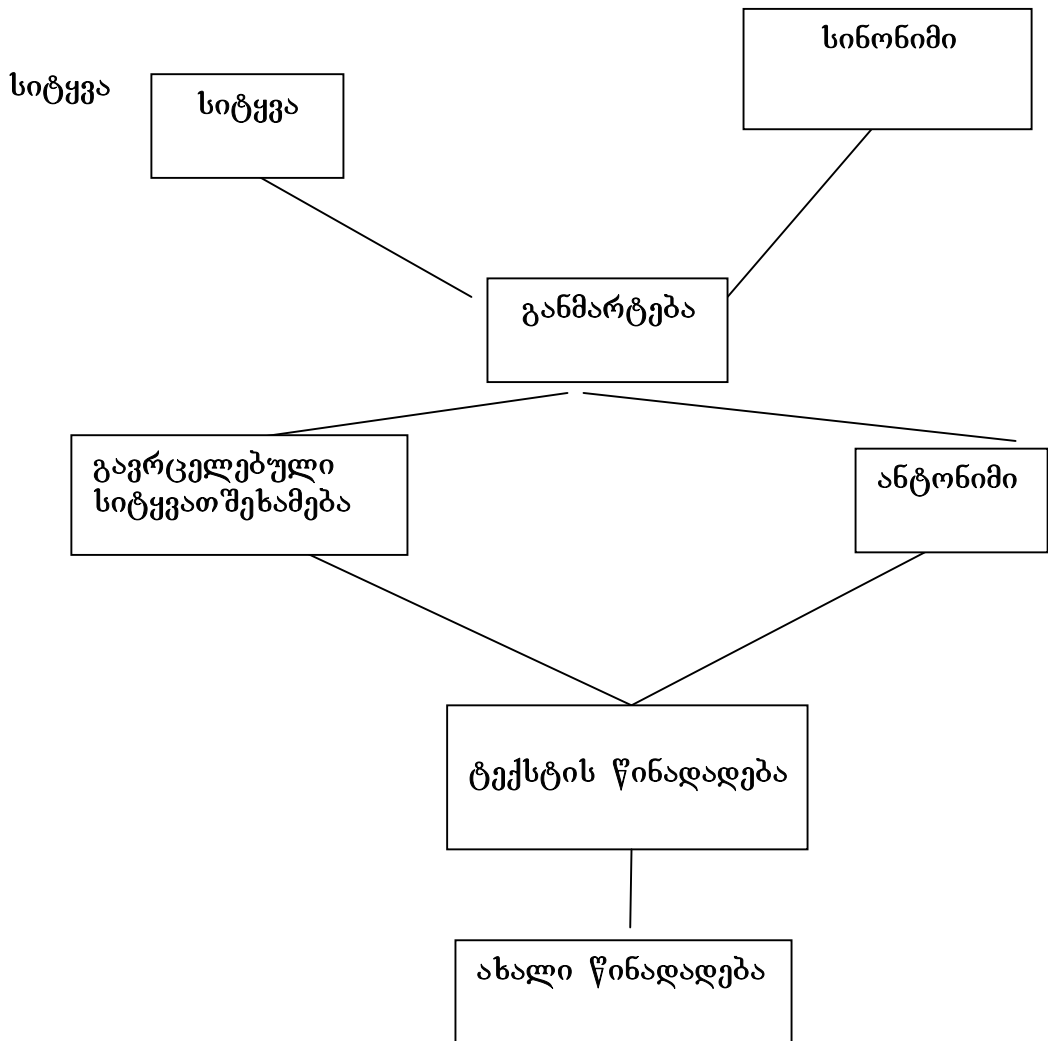 სინონიმი
სიტყვა
სიტყვა
განმარტება
გავრცელებული
სიტყვათშეხამება
ანტონიმი
ტექსტის წინადადება
ახალი წინადადება